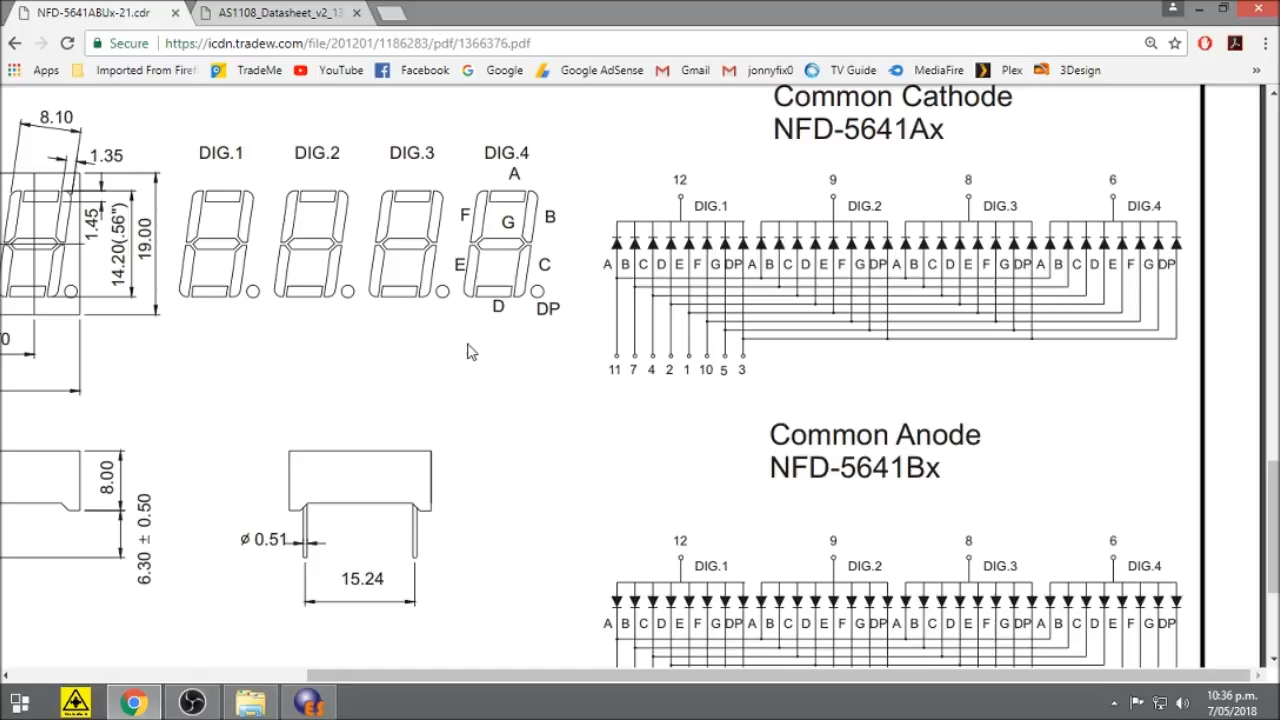 NFD-5641ABUx-21.cdr
AS1108_Datasheet_v2_13
Secure
https://icdn.tradew.com/file/201201/1186283/pdf/1366376.pdf
Apps
Imported From Firef
TradeMe
YouTube
Facebook
Google
Google AdSense
Gmail
jonnyfix0
TV Guide
MediaFire
Plex
3Design
»
8.10
1.35
1.45
14.20(.56")
19.00
DIG.1 DIG.2 DIG.3 DIG.4
A
F G B
E C
D DP
0
Common Cathode
NFD-5641Ax
12 9 8 6
DIG.1 DIG.2 DIG.3 DIG.4
A B C D E F G DP A B C D E F G DP A B C D E F G DP A B C D E F G DP
11 7 4 2 1 10 5 3
8.00
6.30 ± 0.50
ø 0.51
15.24
Common Anode
NFD-5641Bx
12 9 8 6
DIG.1 DIG.2 DIG.3 DIG.4
A B C D E F G DP A B C D E F G DP A B C D E F G DP A B C D E F G DP
ES
10:36 p.m.
7/05/2018